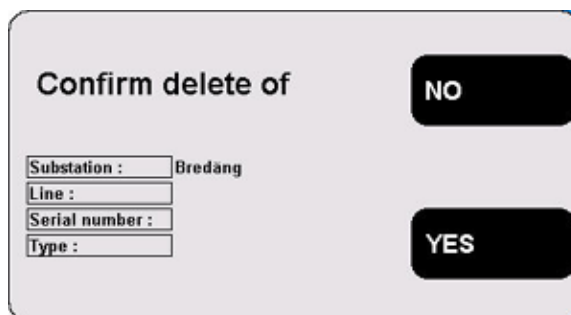 Confirm delete of
NO
Substation : Bredäng
Line :
Serial number :
Type :
YES